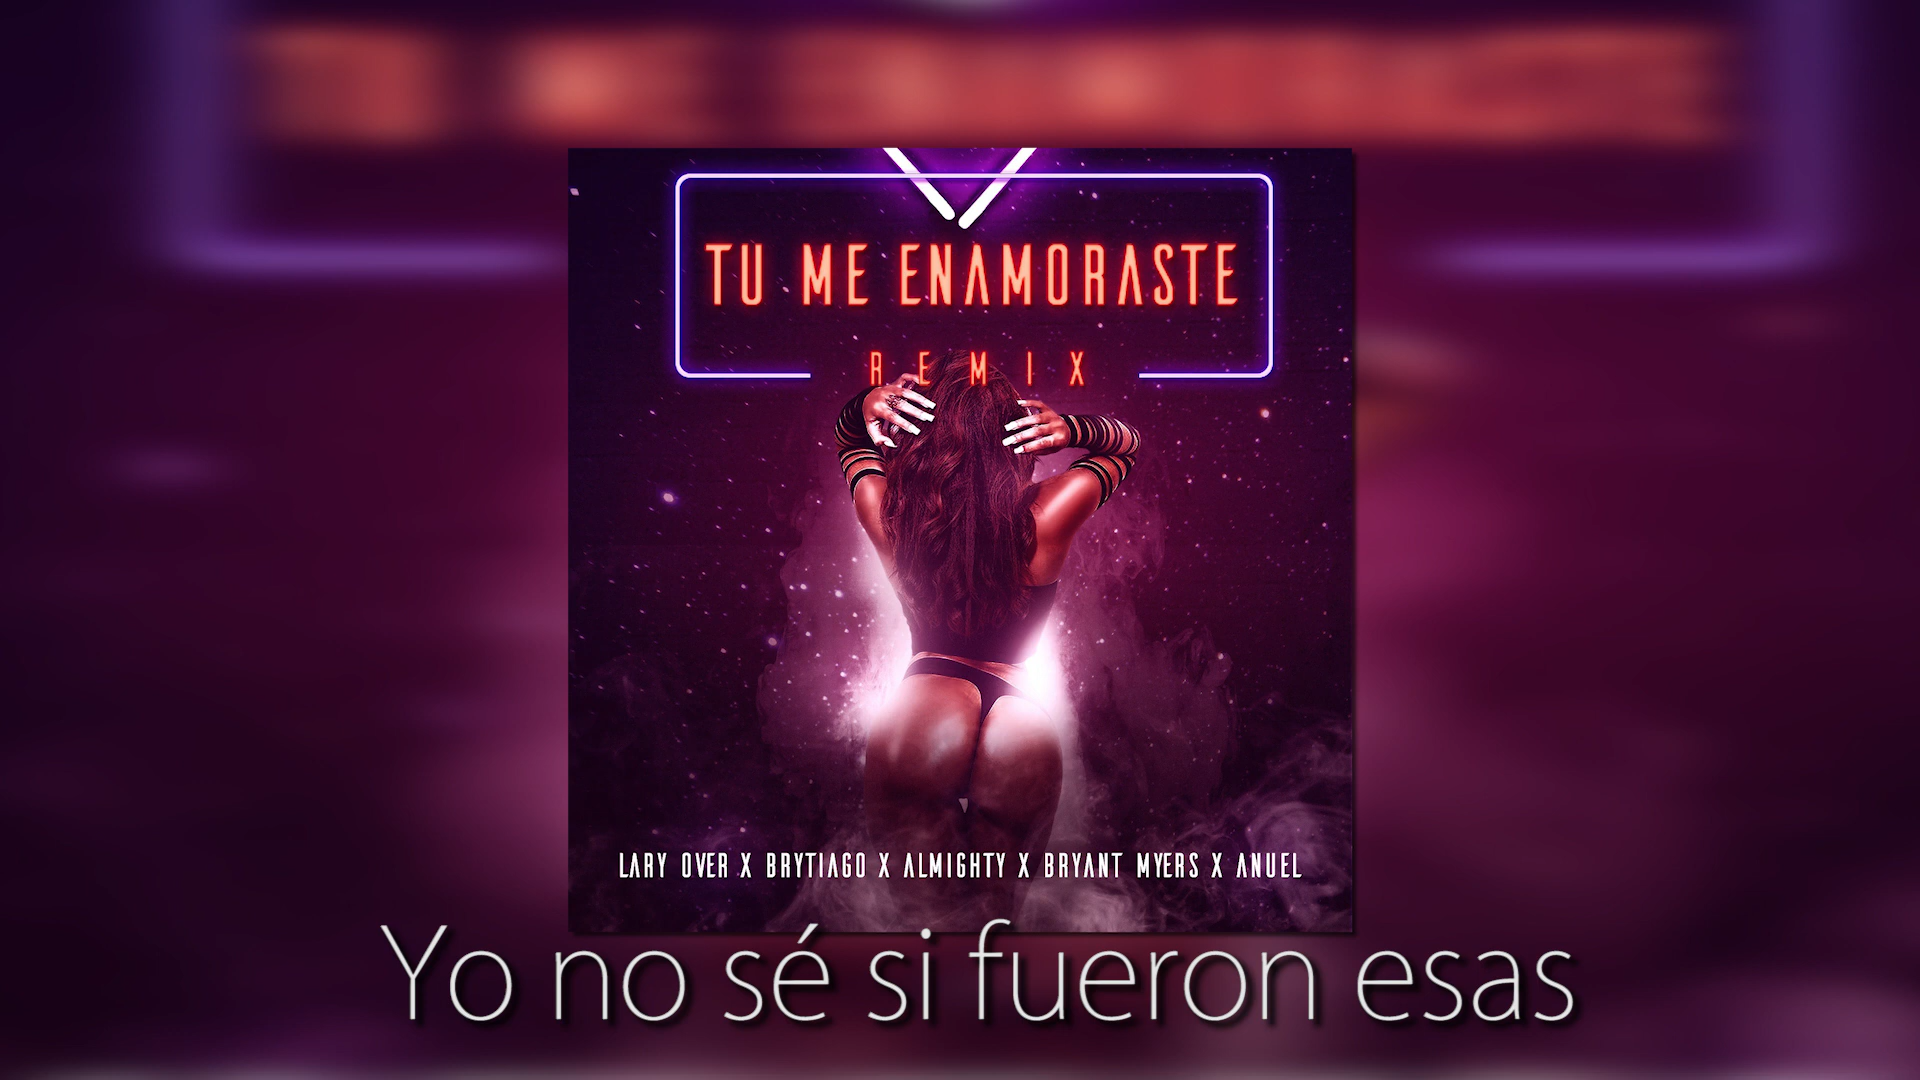 TU ME ENAMORASTE
REMIX
LARY OVER X BRYTIAGO X ALMIGHTY X BRYANT MYERS X ANUEL
Yo no sé si fueron esas